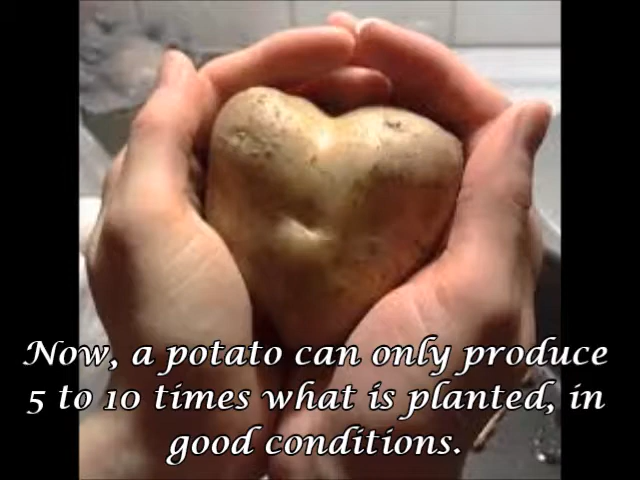 Now, a potato can only produce
5 to 10 times what is planted, in
good conditions.